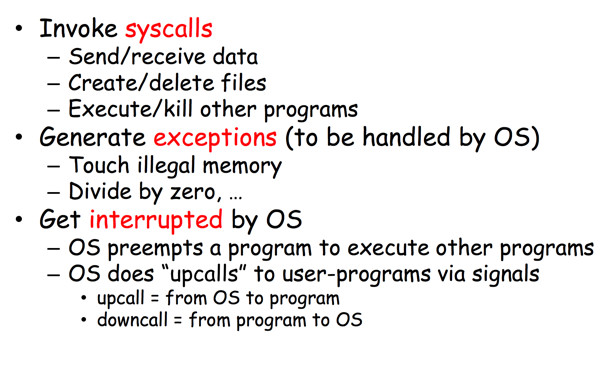 • Invoke syscalls
– Send/receive data
– Create/delete files
– Execute/kill other programs
• Generate exceptions (to be handled by OS)
– Touch illegal memory
– Divide by zero, …
• Get interrupted by OS
– OS preempts a program to execute other programs
– OS does “upcalls” to user-programs via signals
• upcall = from OS to program
• downcall = from program to OS